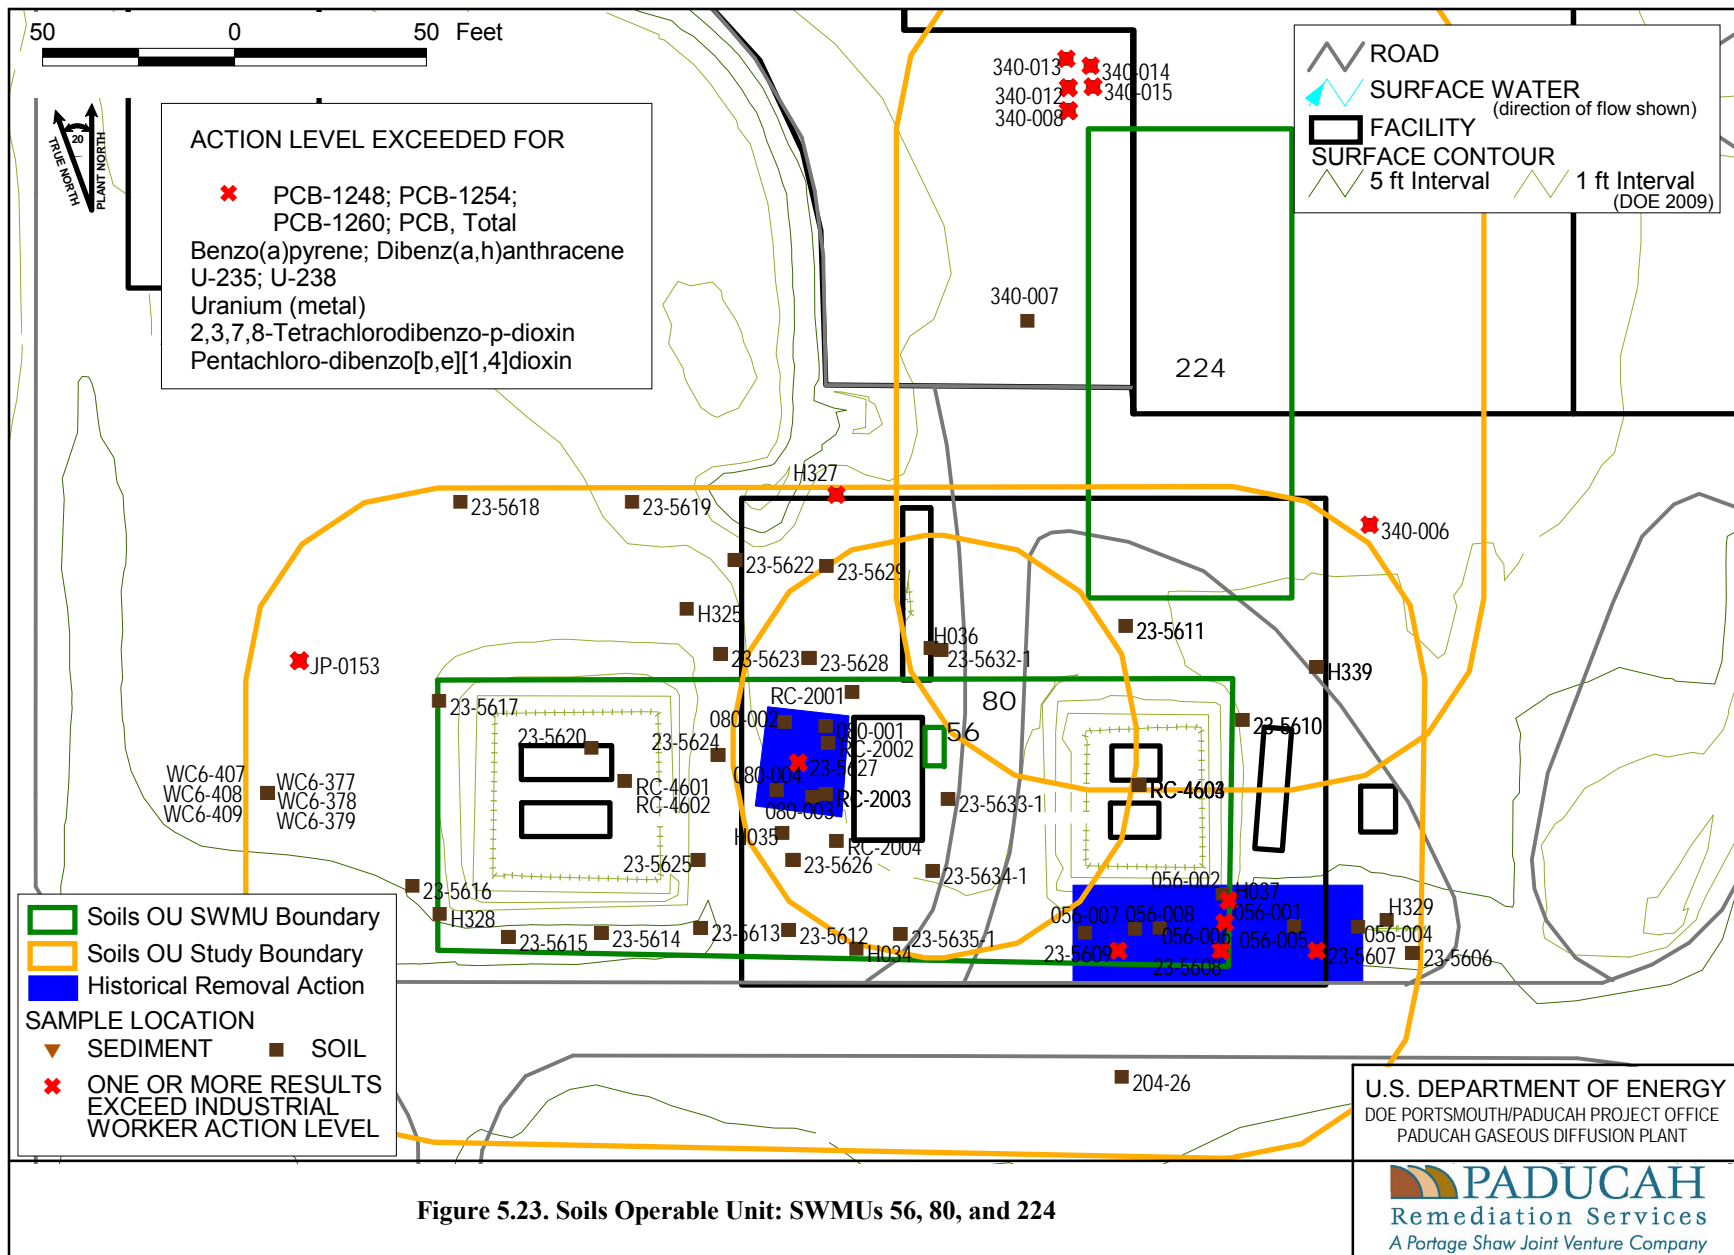 50 0 50 Feet
TRUE NORTH
20
PLANT NORTH
ACTION LEVEL EXCEEDED FOR
PCB-1248; PCB-1254;
PCB-1260; PCB, Total
Benzo(a)pyrene; Dibenz(a,h)anthracene
U-235; U-238
Uranium (metal)
2,3,7,8-Tetrachlorodibenzo-p-dioxin
Pentachloro-dibenzo[b,e][1,4]dioxin
ROAD
SURFACE WATER
(direction of flow shown)
FACILITY
SURFACE CONTOUR
5 ft Interval 1 ft Interval
(DOE 2009)
340-013
340-014
340-012
340-015
340-008
340-007
224
H327
23-5618
23-5619
340-006
23-5622
23-5629
H325
23-5611
H036
23-5623
23-5628
23-5632-1
JP-0153
H339
RC-2001
80
23-5617
080-002
080-001
56
23-5610
23-5620
23-5624
RC-2002
23-5627
WC6-407
WC6-408
WC6-409
WC6-377
WC6-378
WC6-379
RC-4601
RC-4602
080-004
RC-2003
080-003
23-5633-1
RC-4604
H035
RC-2004
23-5625
23-5626
23-5634-1
23-5616
056-002
H037
H328
056-007
056-008
056-001
H329
23-5615
23-5614
23-5613
23-5612
23-5635-1
056-006
056-005
056-004
H034
23-5609
23-5608
23-5607
23-5606
204-26
Soils OU SWMU Boundary
Soils OU Study Boundary
Historical Removal Action
SAMPLE LOCATION
SEDIMENT SOIL
ONE OR MORE RESULTS
EXCEED INDUSTRIAL
WORKER ACTION LEVEL
U.S. DEPARTMENT OF ENERGY
DOE PORTSMOUTH/PADUCAH PROJECT OFFICE
PADUCAH GASEOUS DIFFUSION PLANT
PADUCAH
Remediation Services
A Portage Shaw Joint Venture Company
Figure 5.23. Soils Operable Unit: SWMUs 56, 80, and 224